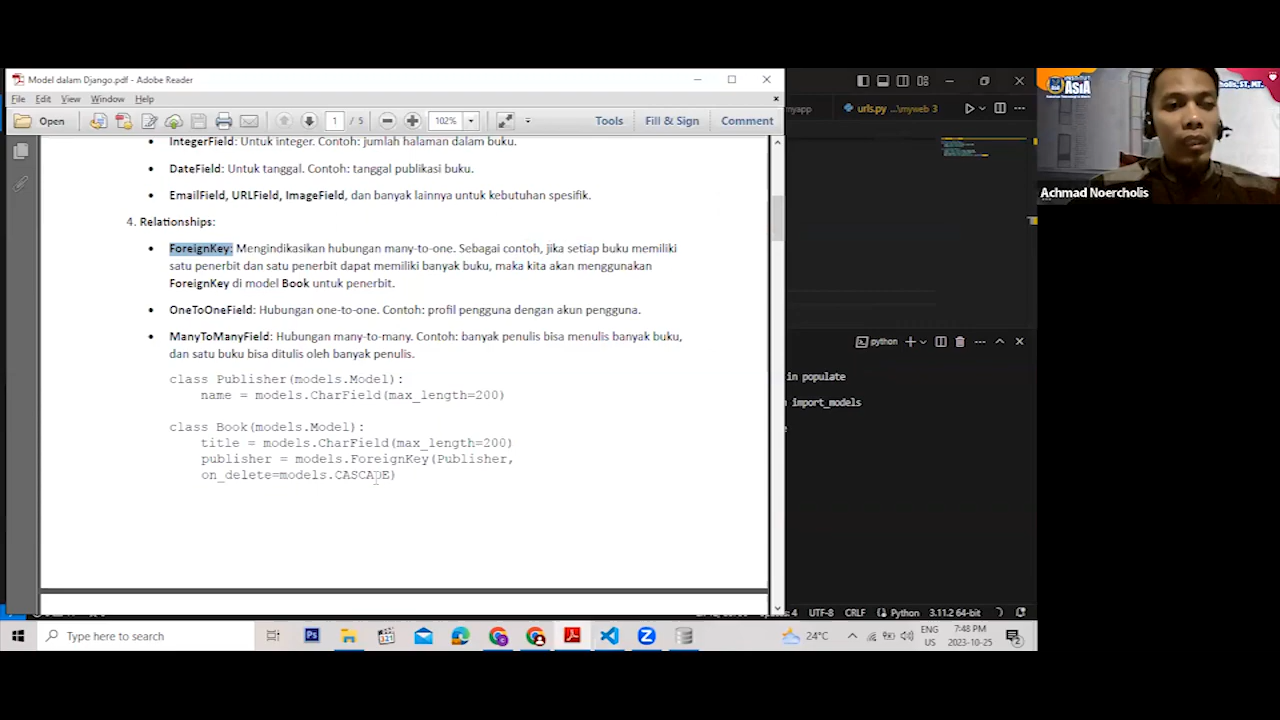 Model dalam Django.pdf - Adobe Reader
File Edit View Window Help
Open
1 / 5
102%
Tools
Fill & Sign
Comment
IntegerField: Untuk integer. Contoh: jumlah halaman dalam buku.
• DateField: Untuk tanggal. Contoh: tanggal publikasi buku.
• EmailField, URLField, ImageField, dan banyak lainnya untuk kebutuhan spesifik.
4. Relationships:
• ForeignKey: Mengindikasikan hubungan many-to-one. Sebagai contoh, jika setiap buku memiliki
satu penerbit dan satu penerbit dapat memiliki banyak buku, maka kita akan menggunakan
ForeignKey di model Book untuk penerbit.
• OneToOneField: Hubungan one-to-one. Contoh: profil pengguna dengan akun pengguna.
• ManyToManyField: Hubungan many-to-many. Contoh: banyak penulis bisa menulis banyak buku,
dan satu buku bisa ditulis oleh banyak penulis.
class Publisher(models.Model):
name = models.CharField(max_length=200)
class Book(models.Model):
title = models.CharField(max_length=200)
publisher = models.ForeignKey(Publisher,
on_delete=models.CASCADE)
myapp
urls.py ...\myweb 3
python
in populate
import_models
UTF-8 CRLF Python 3.11.2 64-bit
Type here to search
24°C
ENG
US
7:48 PM
2023-10-25
2
ASIA
Achmad Noercholis